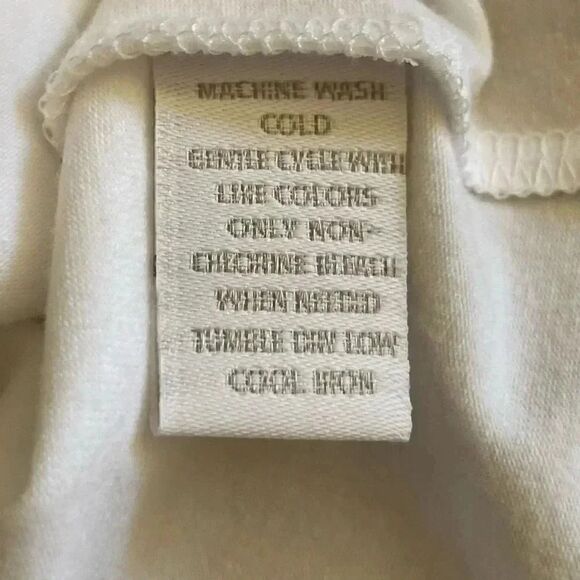 MACHINE WASH
COLD
GENTLE CYCLE WITH
LIKE COLORS
ONLY NON-
CHLORINE BLEACH
WHEN NEEDED
TUMBLE DRY LOW
COOL IRON